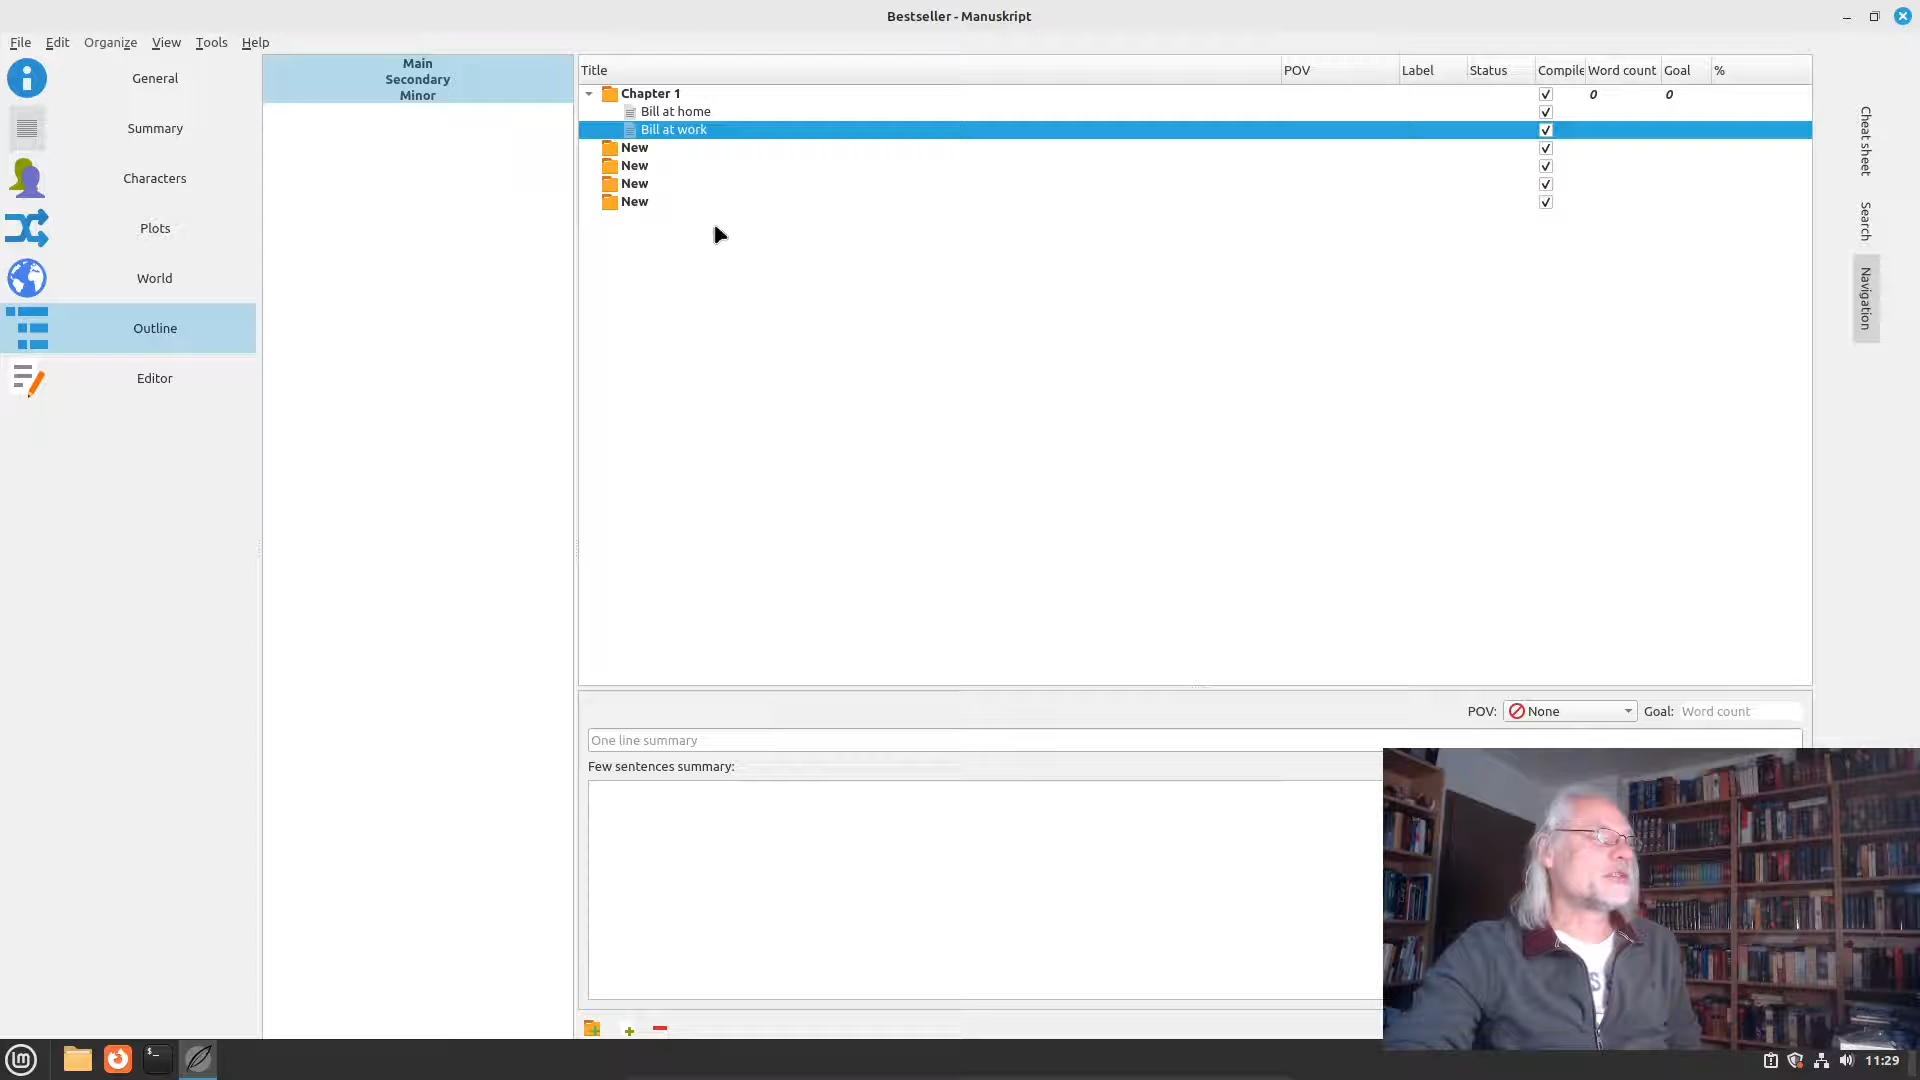 Bestseller - Manuskript
File Edit Organize View Tools Help
General
Summary
Characters
Plots
World
Outline
Editor
Main
Secondary
Minor
Title POV Label Status Compile Word count Goal %
Chapter 1 0 0
Bill at home
Bill at work
New
New
New
New
Cheat sheet
Search
Navigation
POV: None Goal: Word count
One line summary
Few sentences summary:
11:29